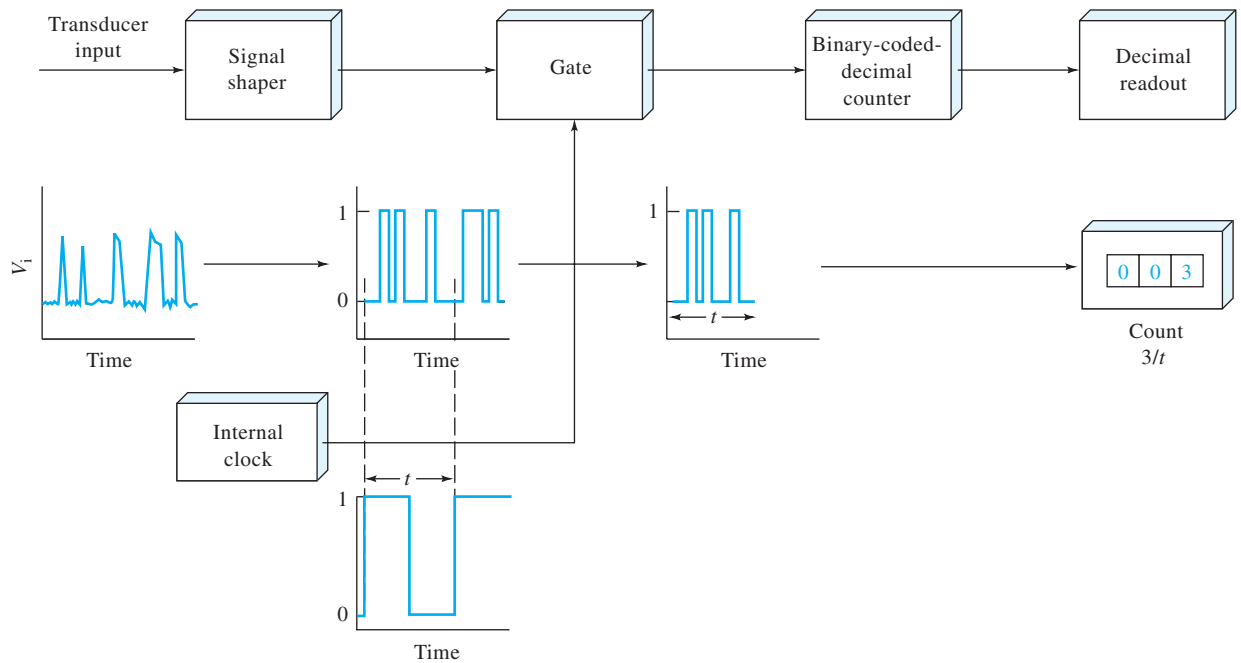 Transducer
input
Signal
shaper
Gate
Binary-coded-
decimal
counter
Decimal
readout
V_i
Time
1
0
Time
1
0
t
Time
0 0 3
Count
3/t
Internal
clock
t
1
0
Time